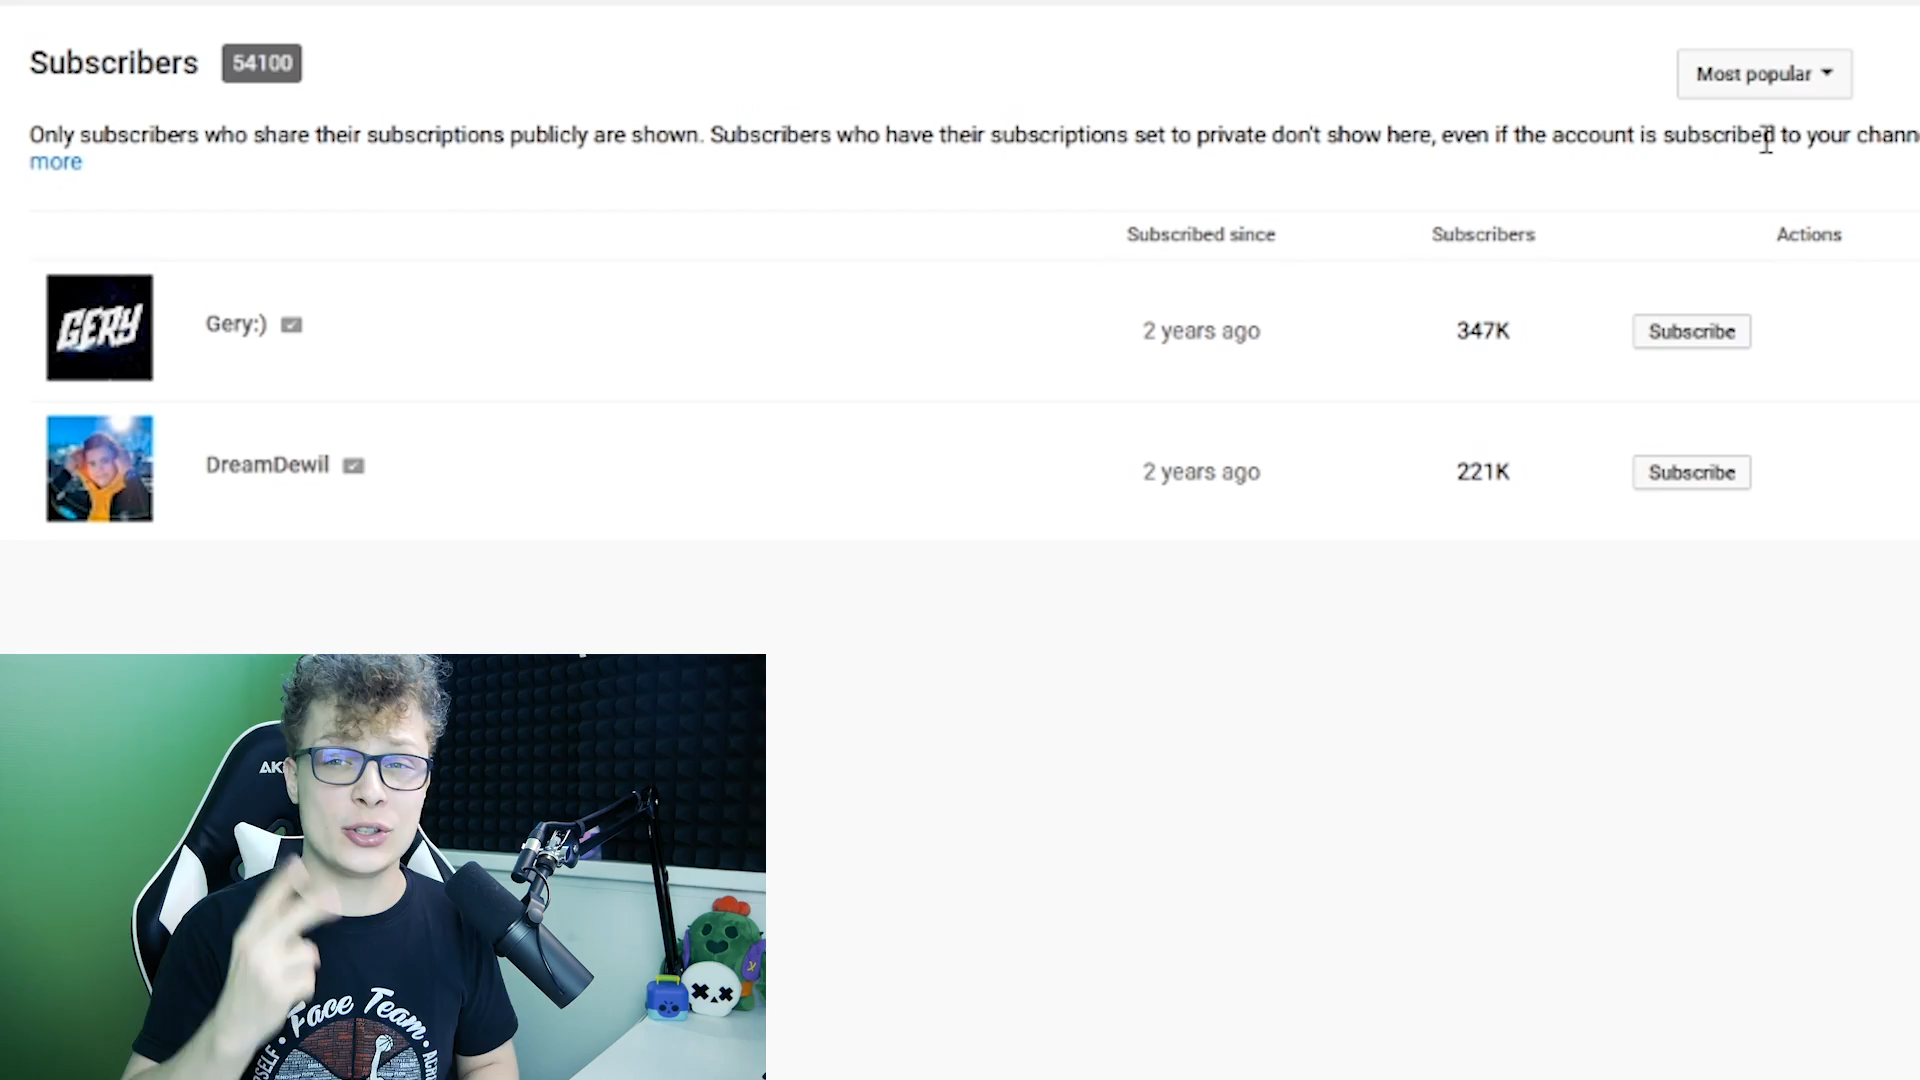 Subscribers 54100
Most popular
Only subscribers who share their subscriptions publicly are shown. Subscribers who have their subscriptions set to private don't show here, even if the account is subscribed to your chann
more
Subscribed since Subscribers Actions
GERY
Gery:) 2 years ago 347K Subscribe
DreamDewil 2 years ago 221K Subscribe
AK
Face Team